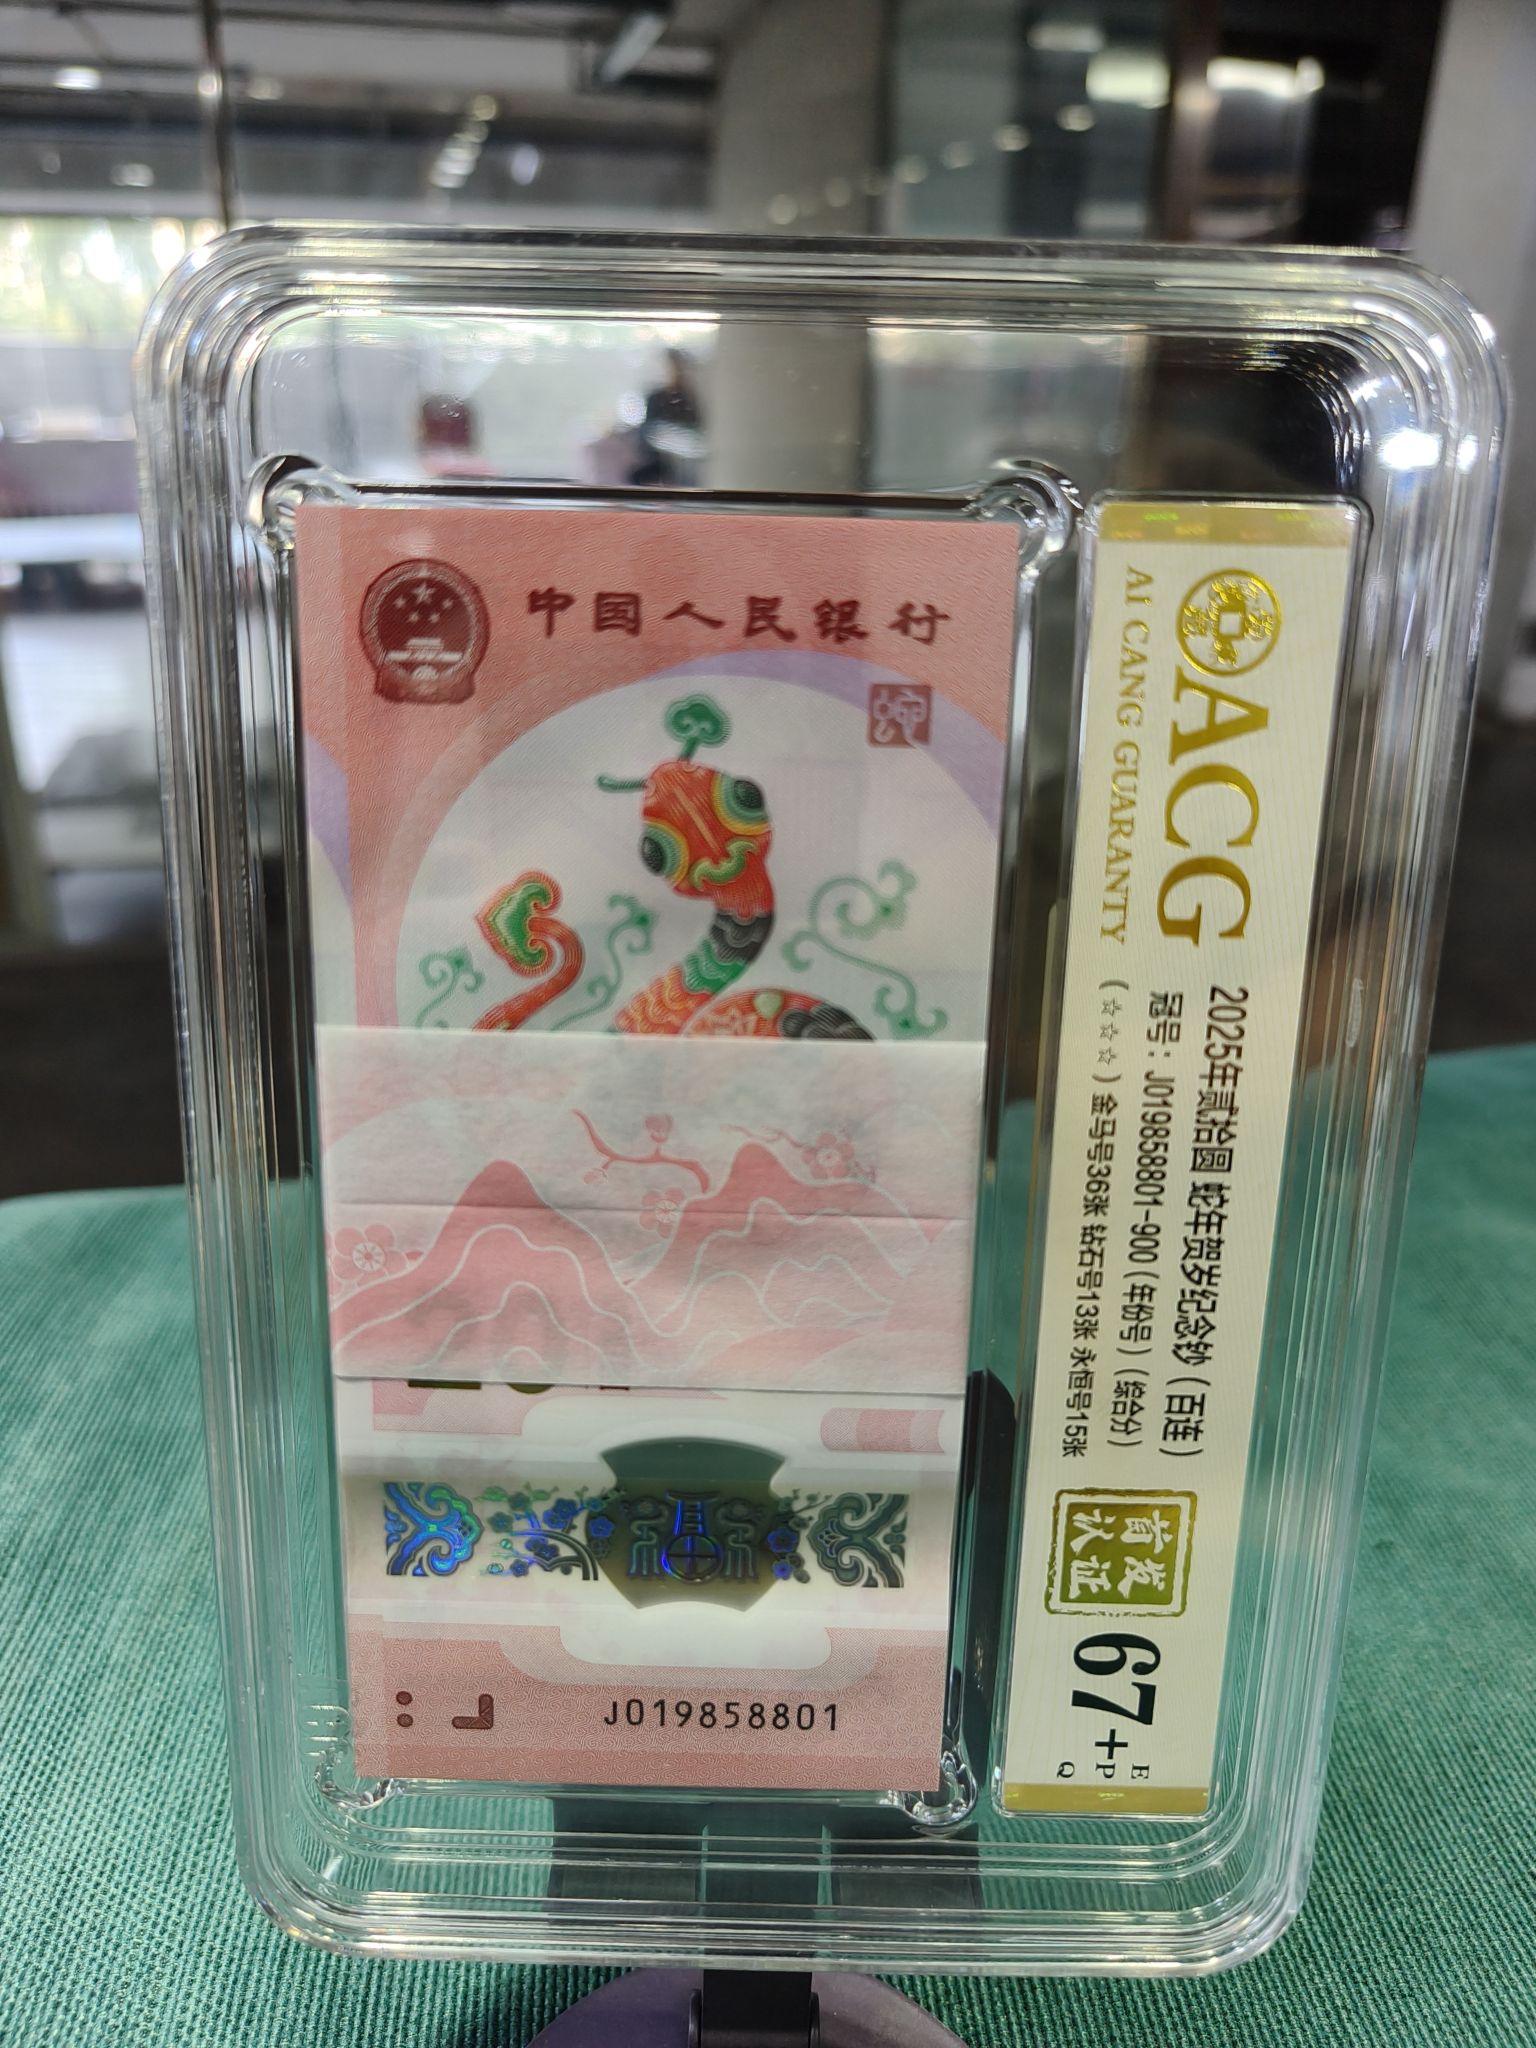 中国人民银行
J019858801
ACG
AI CANG GUARANTY
2025年贰拾圆 蛇年贺岁纪念钞（百连）
冠号：J019858801-900（年份号）（综合分）
（☆☆☆）金马号36张 钻石号13张 永恒号15张
首发
认证
67+
E
P
Q